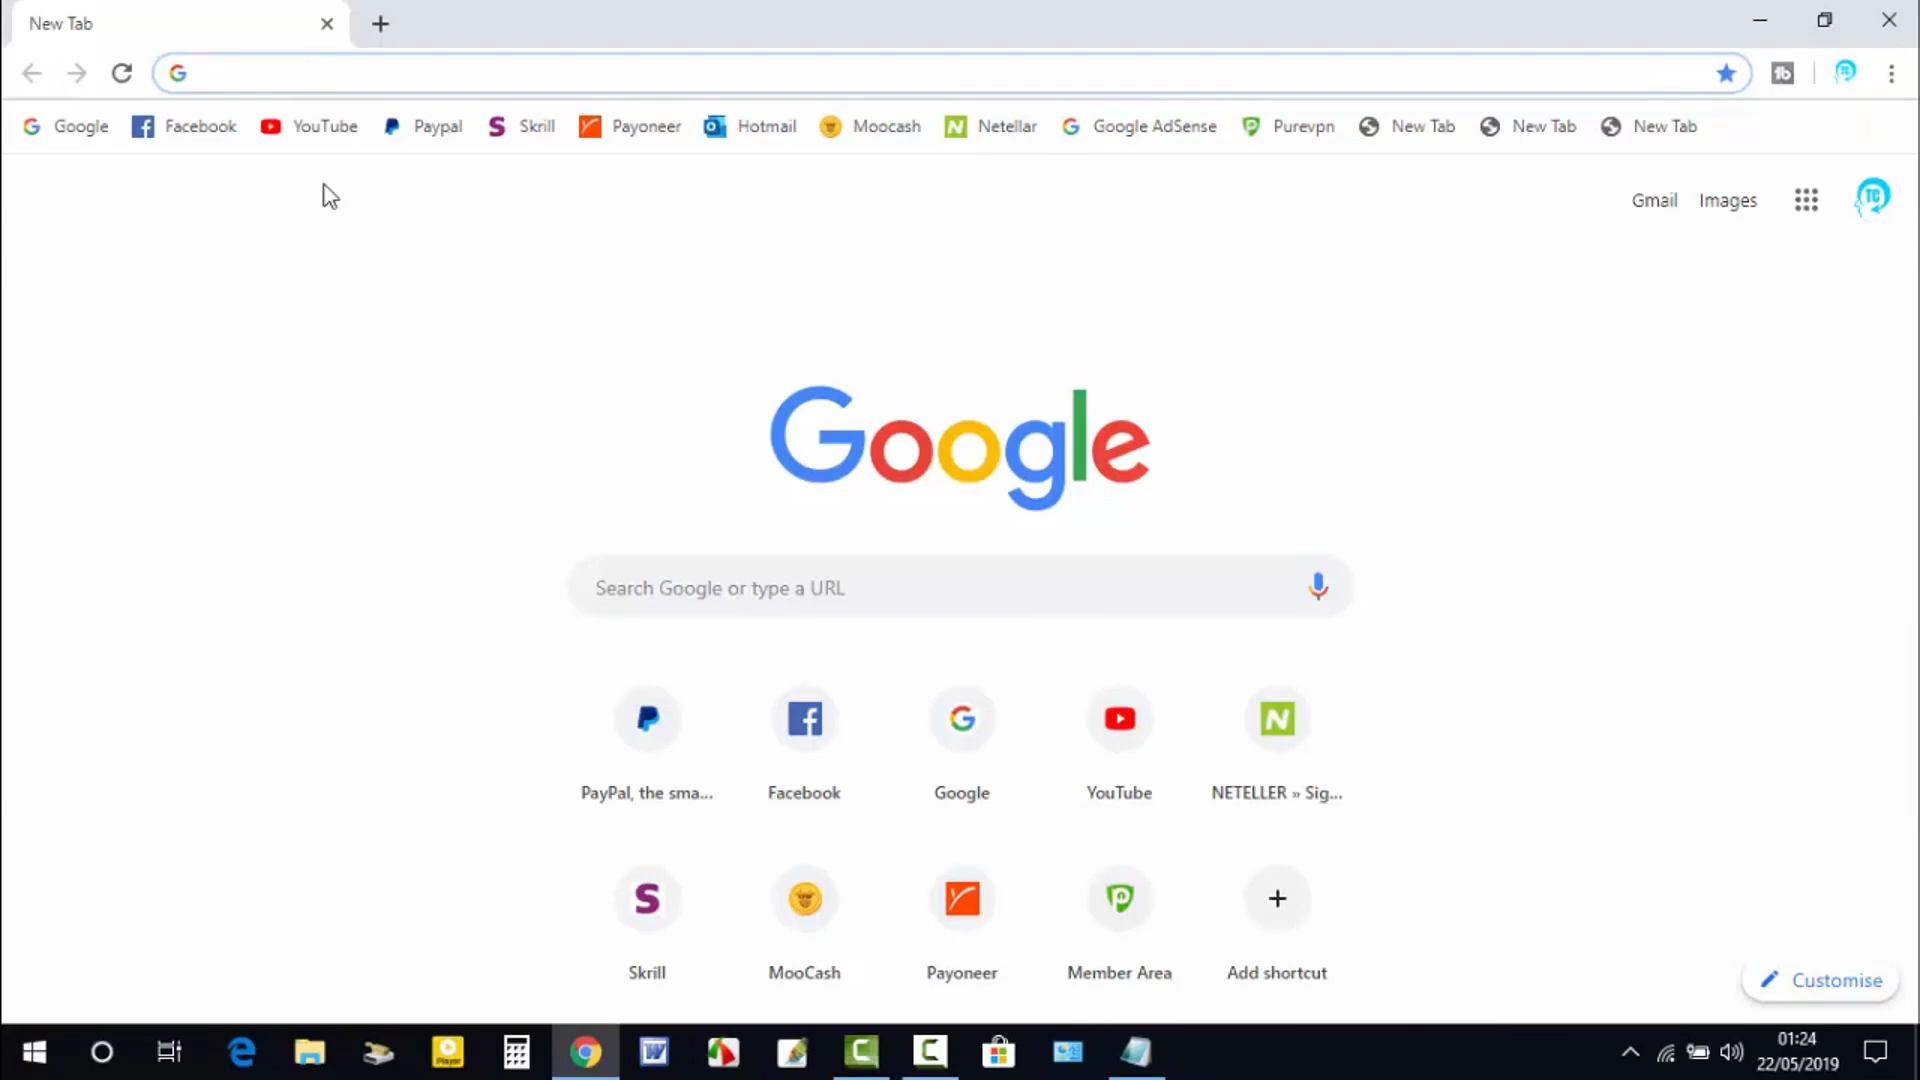 New Tab
Google Facebook YouTube Paypal Skrill Payoneer Hotmail Moocash Netellar Google AdSense Purevpn New Tab New Tab New Tab
Gmail Images
TC
Google
Search Google or type a URL
PayPal, the sma... Facebook Google YouTube NETELLER » Sig...
Skrill MooCash Payoneer Member Area Add shortcut
Customise
Player
01:24
22/05/2019